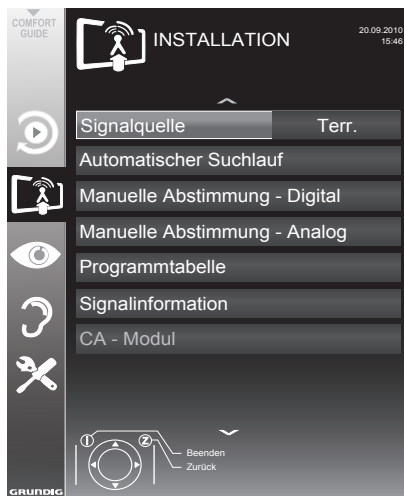 COMFORT
GUIDE
INSTALLATION
20.09.2010
15:46
Signalquelle Terr.
Automatischer Suchlauf
Manuelle Abstimmung - Digital
Manuelle Abstimmung - Analog
Programmtabelle
Signalinformation
CA - Modul
Z
Beenden
Zurück
GRUNDIG